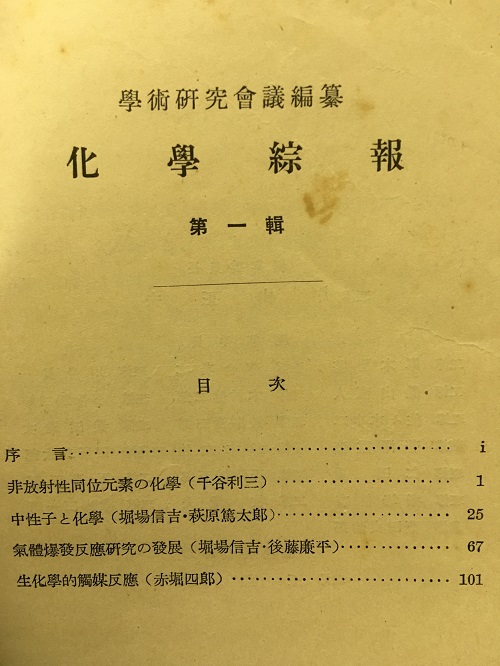 學術硏究會議編纂
化學綜報
第一輯
目次
序言 i
非放射性同位元素の化學(千谷利三) 1
中性子と化學(堀場信吉・萩原篤太郞) 25
氣體爆發反應硏究の發展(堀場信吉・後藤廉平) 67
生化學的觸媒反應(赤堀四郞) 101